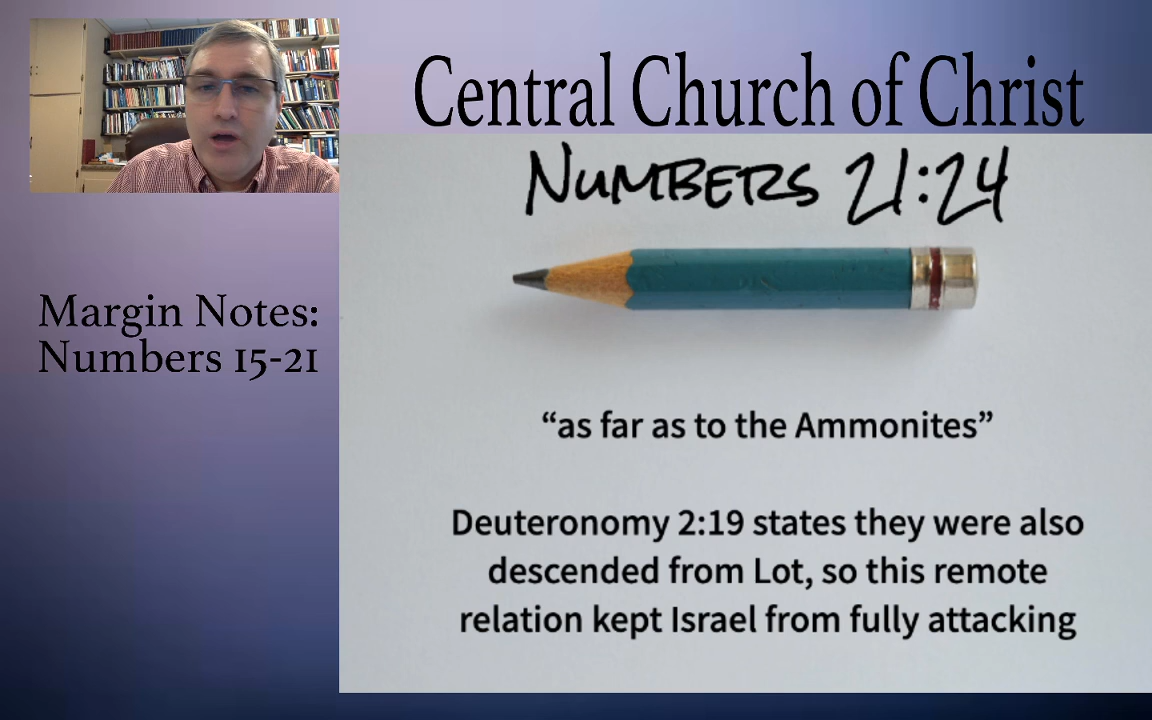 Central Church of Christ
Numbers 21:24
Margin Notes:
Numbers 15-21
“as far as to the Ammonites”
Deuteronomy 2:19 states they were also
descended from Lot, so this remote
relation kept Israel from fully attacking